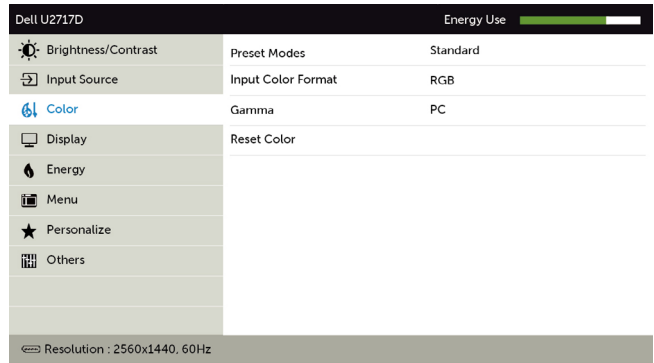 Dell U2717D Energy Use
Brightness/Contrast
Input Source
Color
Display
Energy
Menu
Personalize
Others
Preset Modes Standard
Input Color Format RGB
Gamma PC
Reset Color
Resolution : 2560x1440, 60Hz